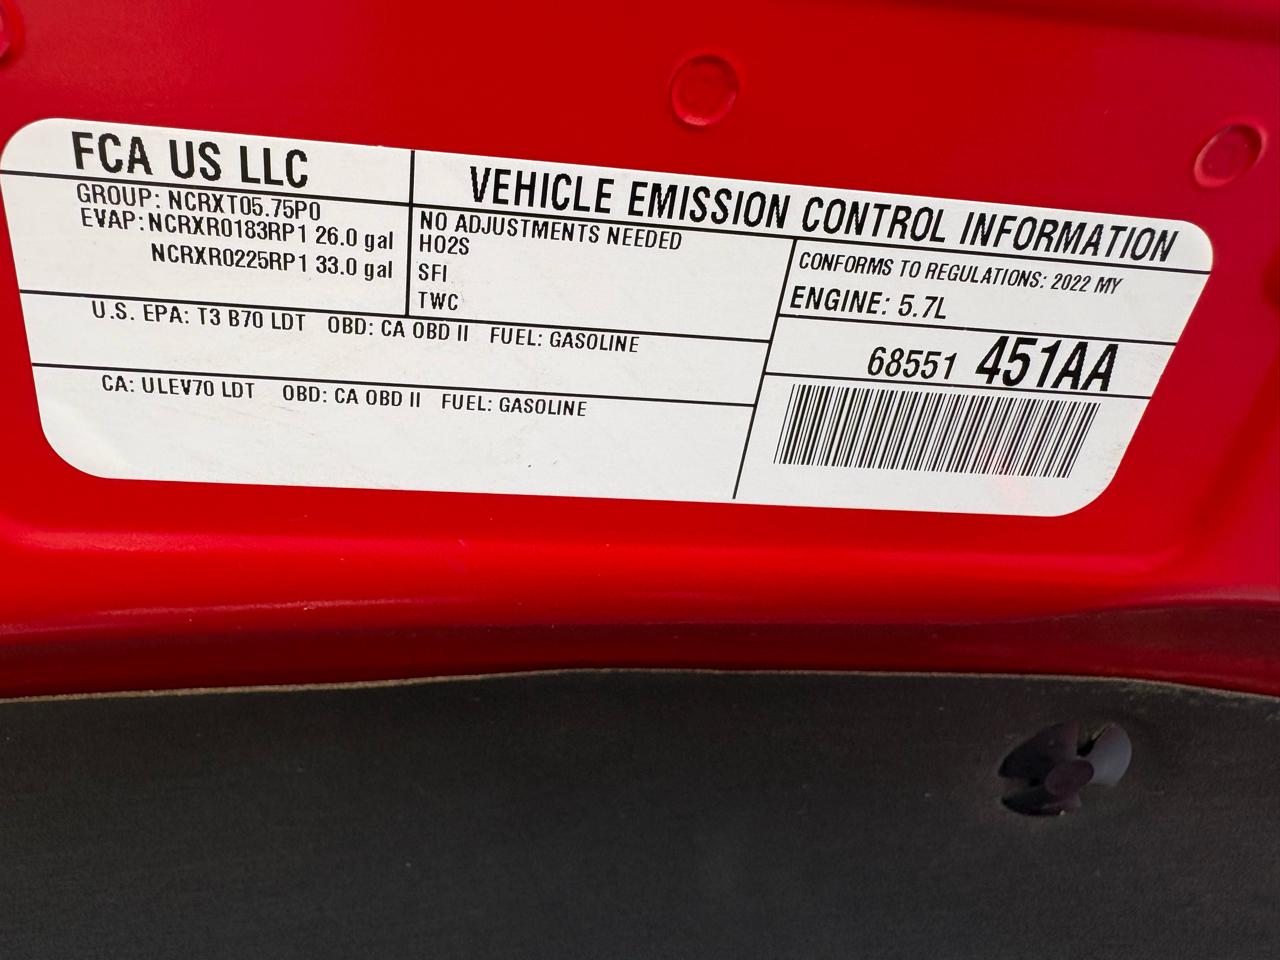 FCA US LLC
GROUP: NCRXT05.75P0
EVAP: NCRXR0183RP1 26.0 gal
NCRXR0225RP1 33.0 gal
VEHICLE EMISSION CONTROL INFORMATION
NO ADJUSTMENTS NEEDED
HO2S
SFI
TWC
CONFORMS TO REGULATIONS: 2022 MY
ENGINE: 5.7L
U.S. EPA: T3 B70 LDT OBD: CA OBD II FUEL: GASOLINE
CA: ULEV70 LDT OBD: CA OBD II FUEL: GASOLINE
68551 451AA